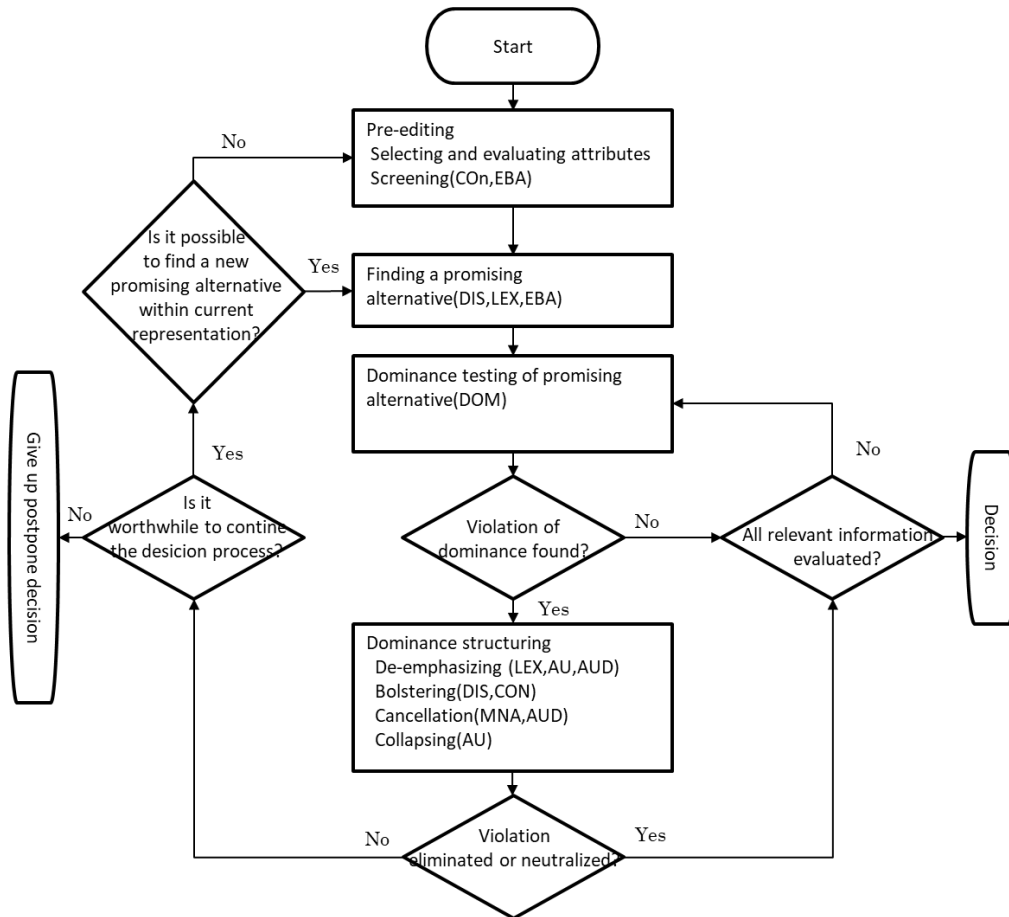 Start
Pre-editing
Selecting and evaluating attributes
Screening(COn,EBA)
No
Is it possible
to find a new
promising alternative
within current
representation?
Yes
Finding a promising
alternative(DIS,LEX,EBA)
Dominance testing of promising
alternative(DOM)
Give up postpone decision
Yes
No
Is it
worthwhile to contine
the desicion process?
No
Violation of
dominance found?
No
All relevant information
evaluated?
Decision
Yes
Dominance structuring
De-emphasizing (LEX,AU,AUD)
Bolstering(DIS,CON)
Cancellation(MNA,AUD)
Collapsing(AU)
No
Violation
eliminated or neutralized?
Yes